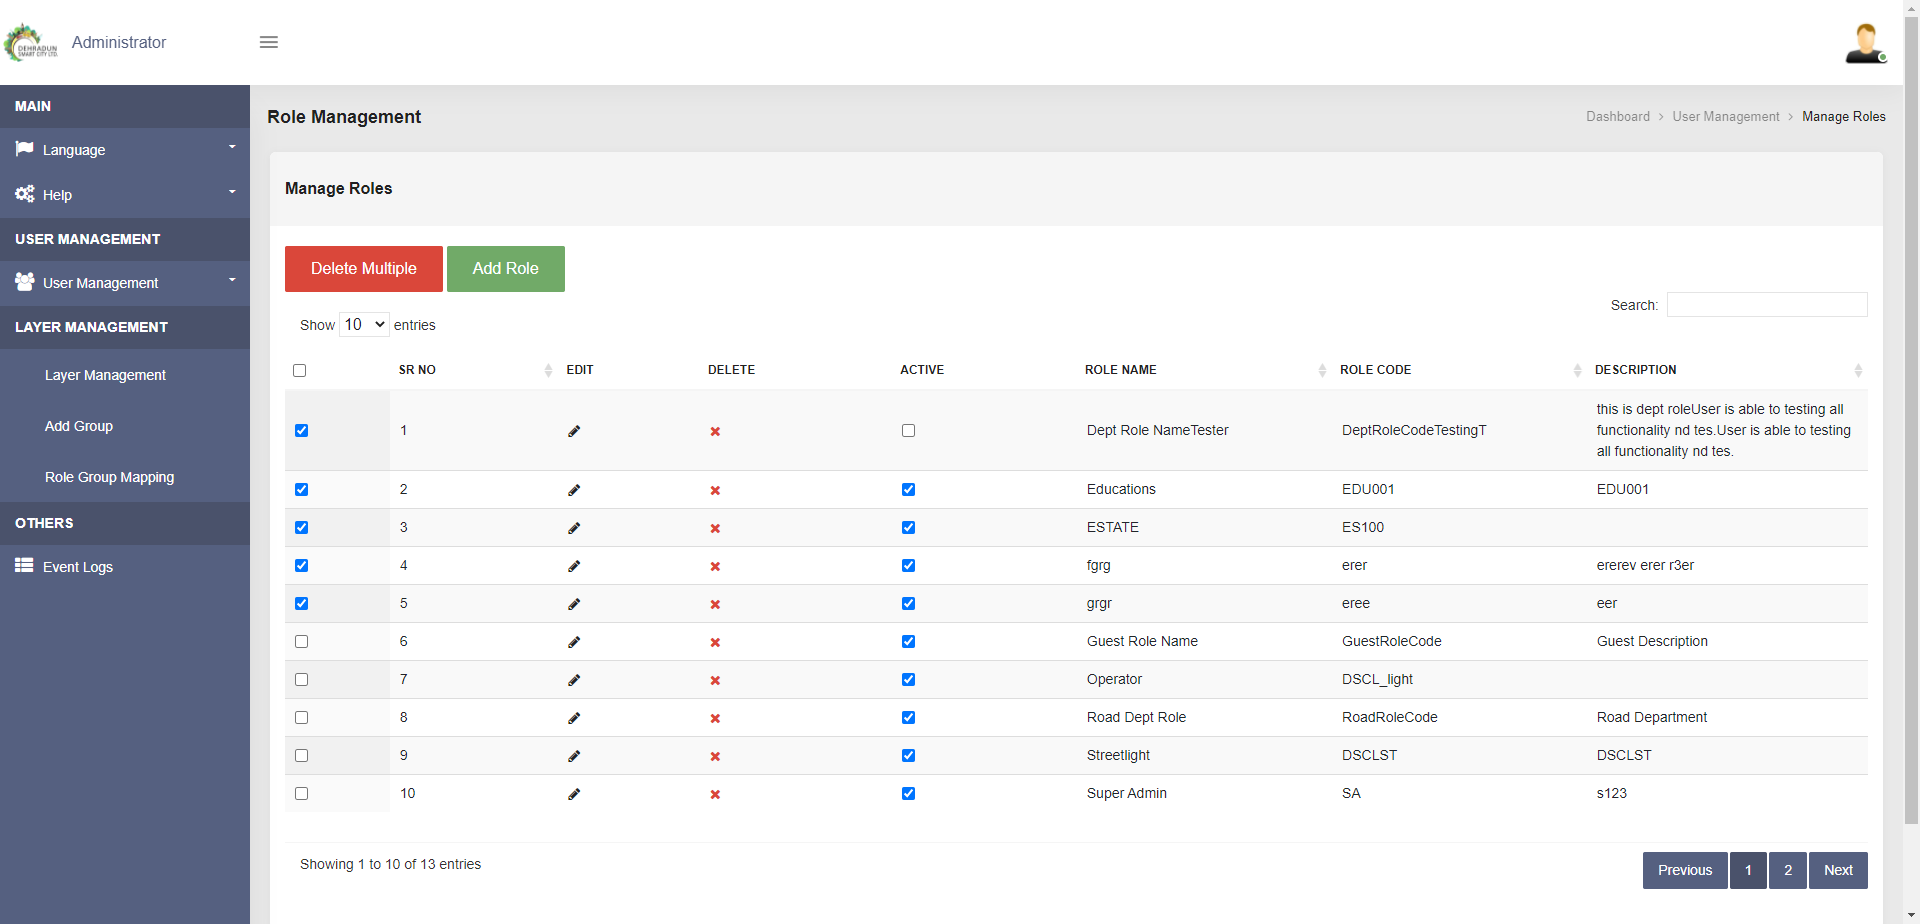 DEHRADUN
SMART CITY LTD.
Administrator
MAIN
Language
Help
USER MANAGEMENT
User Management
LAYER MANAGEMENT
Layer Management
Add Group
Role Group Mapping
OTHERS
Event Logs
Role Management
Dashboard > User Management > Manage Roles
Manage Roles
Delete Multiple Add Role
Search:
Show 10 entries
SR NO EDIT DELETE ACTIVE ROLE NAME ROLE CODE DESCRIPTION
1 Dept Role NameTester DeptRoleCodeTestingT this is dept roleUser is able to testing all
functionality nd tes.User is able to testing
all functionality nd tes.
2 Educations EDU001 EDU001
3 ESTATE ES100
4 fgrg erer ererev erer r3er
5 grgr eree eer
6 Guest Role Name GuestRoleCode Guest Description
7 Operator DSCL_light
8 Road Dept Role RoadRoleCode Road Department
9 Streetlight DSCLST DSCLST
10 Super Admin SA s123
Showing 1 to 10 of 13 entries
Previous 1 2 Next